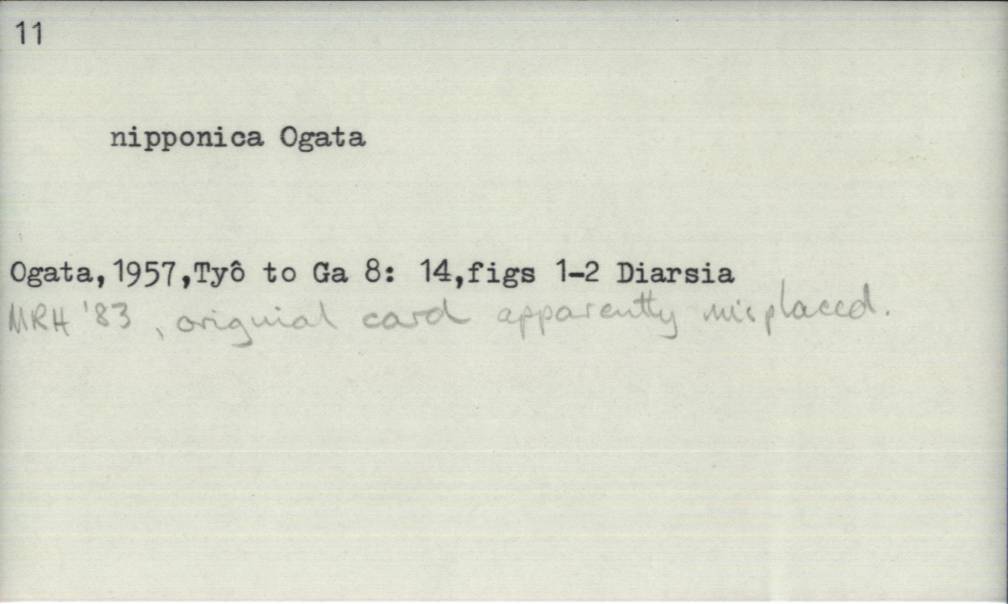 11
nipponica Ogata
Ogata,1957,Tyô to Ga 8: 14,figs 1-2 Diarsia
MRH '83, original card apparently misplaced.